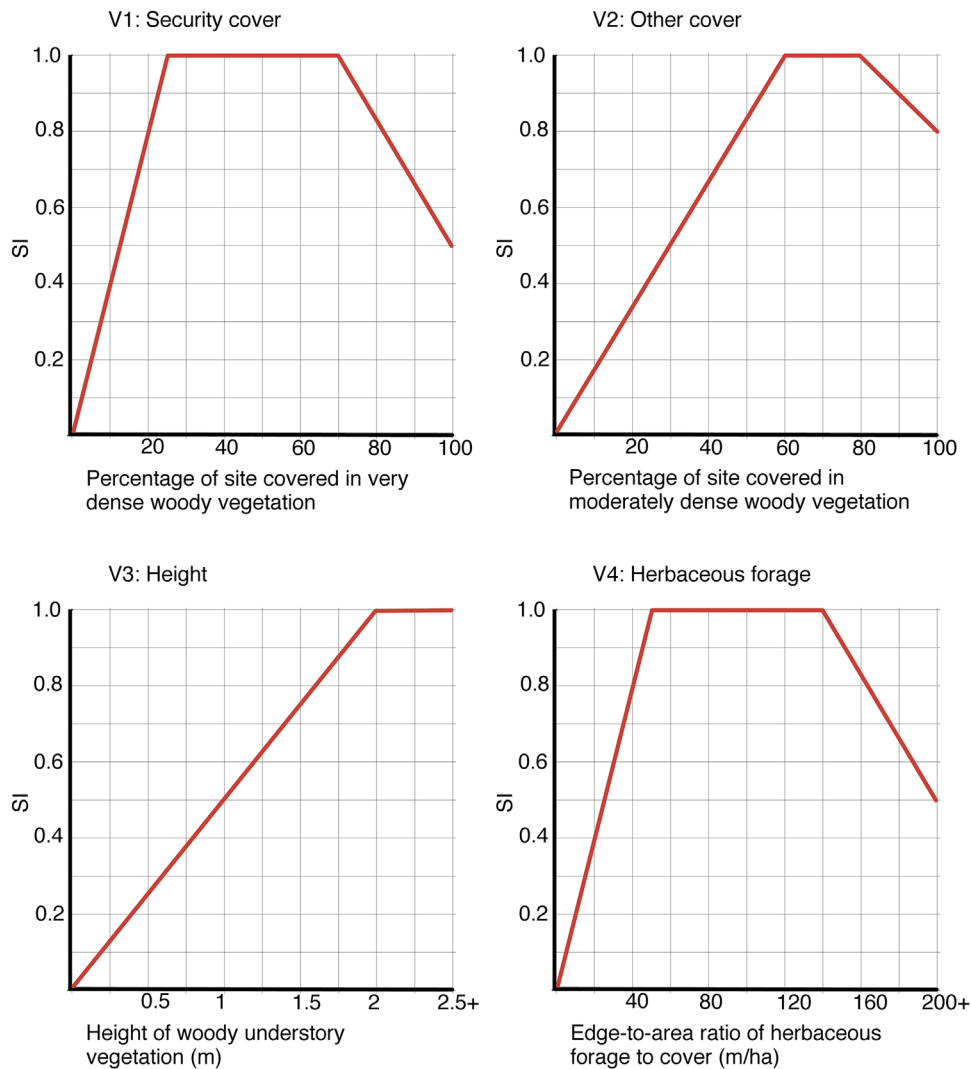 V1: Security cover
1.0
0.8
0.6
SI
0.4
0.2
20 40 60 80 100
Percentage of site covered in very
dense woody vegetation
V2: Other cover
1.0
0.8
0.6
SI
0.4
0.2
20 40 60 80 100
Percentage of site covered in
moderately dense woody vegetation
V3: Height
1.0
0.8
0.6
SI
0.4
0.2
0.5 1 1.5 2 2.5+
Height of woody understory
vegetation (m)
V4: Herbaceous forage
1.0
0.8
0.6
SI
0.4
0.2
40 80 120 160 200+
Edge-to-area ratio of herbaceous
forage to cover (m/ha)